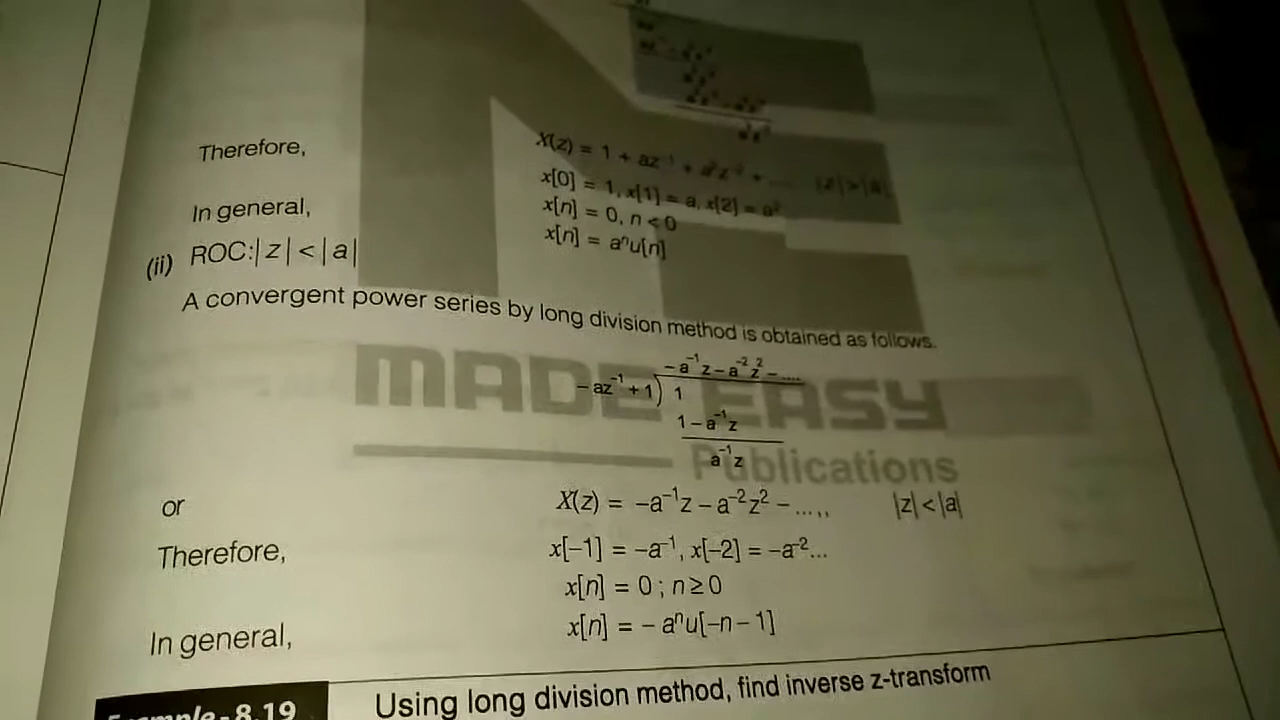 Therefore, X(z) = 1 + az⁻¹ + a²z⁻² + .... |z|>|a|
x[0] = 1, x[1] = a, x[2] = a²
In general, x[n] = 0, n < 0
x[n] = aⁿu[n]
(ii) ROC:|z| < |a|
A convergent power series by long division method is obtained as follows.
-a⁻¹z-a⁻²z²-....
-az⁻¹+1) 1
1-a⁻¹z
a⁻¹z
MADE EASY
Publications
or X(z) = -a⁻¹z-a⁻²z² - ...,, |z|<|a|
Therefore, x[-1] = -a⁻¹, x[-2] = -a⁻²...
x[n] = 0 ; n≥0
In general, x[n] = - aⁿu[-n - 1]
Example - 8.19 Using long division method, find inverse z-transform